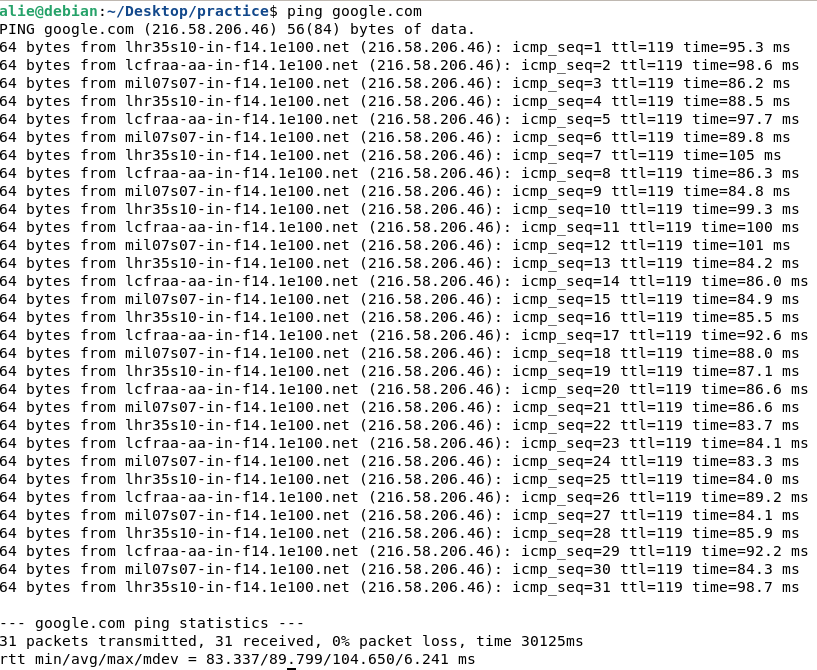 alie@debian:~/Desktop/practice$ ping google.com
PING google.com (216.58.206.46) 56(84) bytes of data.
64 bytes from lhr35s10-in-f14.1e100.net (216.58.206.46): icmp_seq=1 ttl=119 time=95.3 ms
64 bytes from lcfraa-aa-in-f14.1e100.net (216.58.206.46): icmp_seq=2 ttl=119 time=98.6 ms
64 bytes from mil07s07-in-f14.1e100.net (216.58.206.46): icmp_seq=3 ttl=119 time=86.2 ms
64 bytes from lhr35s10-in-f14.1e100.net (216.58.206.46): icmp_seq=4 ttl=119 time=88.5 ms
64 bytes from lcfraa-aa-in-f14.1e100.net (216.58.206.46): icmp_seq=5 ttl=119 time=97.7 ms
64 bytes from mil07s07-in-f14.1e100.net (216.58.206.46): icmp_seq=6 ttl=119 time=89.8 ms
64 bytes from lhr35s10-in-f14.1e100.net (216.58.206.46): icmp_seq=7 ttl=119 time=105 ms
64 bytes from lcfraa-aa-in-f14.1e100.net (216.58.206.46): icmp_seq=8 ttl=119 time=86.3 ms
64 bytes from mil07s07-in-f14.1e100.net (216.58.206.46): icmp_seq=9 ttl=119 time=84.8 ms
64 bytes from lhr35s10-in-f14.1e100.net (216.58.206.46): icmp_seq=10 ttl=119 time=99.3 ms
64 bytes from lcfraa-aa-in-f14.1e100.net (216.58.206.46): icmp_seq=11 ttl=119 time=100 ms
64 bytes from mil07s07-in-f14.1e100.net (216.58.206.46): icmp_seq=12 ttl=119 time=101 ms
64 bytes from lhr35s10-in-f14.1e100.net (216.58.206.46): icmp_seq=13 ttl=119 time=84.2 ms
64 bytes from lcfraa-aa-in-f14.1e100.net (216.58.206.46): icmp_seq=14 ttl=119 time=86.0 ms
64 bytes from mil07s07-in-f14.1e100.net (216.58.206.46): icmp_seq=15 ttl=119 time=84.9 ms
64 bytes from lhr35s10-in-f14.1e100.net (216.58.206.46): icmp_seq=16 ttl=119 time=85.5 ms
64 bytes from lcfraa-aa-in-f14.1e100.net (216.58.206.46): icmp_seq=17 ttl=119 time=92.6 ms
64 bytes from mil07s07-in-f14.1e100.net (216.58.206.46): icmp_seq=18 ttl=119 time=88.0 ms
64 bytes from lhr35s10-in-f14.1e100.net (216.58.206.46): icmp_seq=19 ttl=119 time=87.1 ms
64 bytes from lcfraa-aa-in-f14.1e100.net (216.58.206.46): icmp_seq=20 ttl=119 time=86.6 ms
64 bytes from mil07s07-in-f14.1e100.net (216.58.206.46): icmp_seq=21 ttl=119 time=86.6 ms
64 bytes from lhr35s10-in-f14.1e100.net (216.58.206.46): icmp_seq=22 ttl=119 time=83.7 ms
64 bytes from lcfraa-aa-in-f14.1e100.net (216.58.206.46): icmp_seq=23 ttl=119 time=84.1 ms
64 bytes from mil07s07-in-f14.1e100.net (216.58.206.46): icmp_seq=24 ttl=119 time=83.3 ms
64 bytes from lhr35s10-in-f14.1e100.net (216.58.206.46): icmp_seq=25 ttl=119 time=84.0 ms
64 bytes from lcfraa-aa-in-f14.1e100.net (216.58.206.46): icmp_seq=26 ttl=119 time=89.2 ms
64 bytes from mil07s07-in-f14.1e100.net (216.58.206.46): icmp_seq=27 ttl=119 time=84.1 ms
64 bytes from lhr35s10-in-f14.1e100.net (216.58.206.46): icmp_seq=28 ttl=119 time=85.9 ms
64 bytes from lcfraa-aa-in-f14.1e100.net (216.58.206.46): icmp_seq=29 ttl=119 time=92.2 ms
64 bytes from mil07s07-in-f14.1e100.net (216.58.206.46): icmp_seq=30 ttl=119 time=84.3 ms
64 bytes from lhr35s10-in-f14.1e100.net (216.58.206.46): icmp_seq=31 ttl=119 time=98.7 ms
--- google.com ping statistics ---
31 packets transmitted, 31 received, 0% packet loss, time 30125ms
rtt min/avg/max/mdev = 83.337/89.799/104.650/6.241 ms